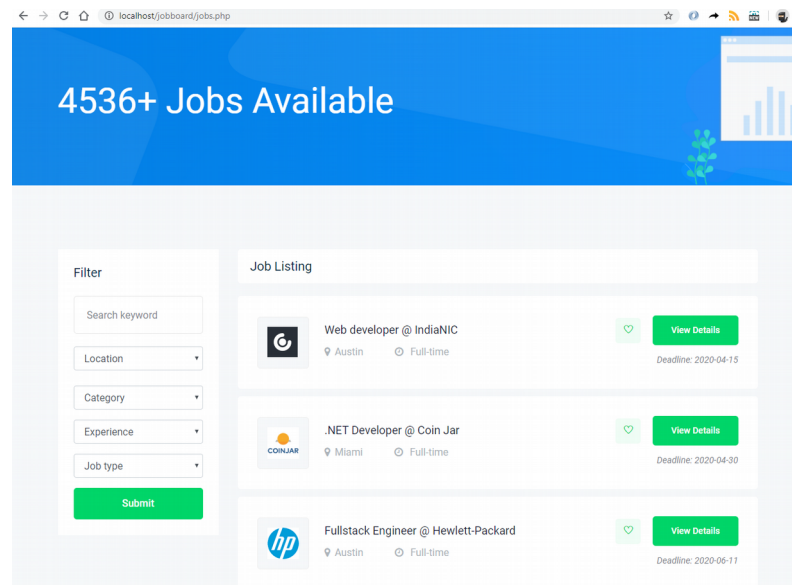 localhost/jobboard/jobs.php
4536+ Jobs Available
Filter
Search keyword
Location
Category
Experience
Job type
Submit
Job Listing
Web developer @ IndiaNIC
Austin Full-time
View Details
Deadline: 2020-04-15
COINJAR
.NET Developer @ Coin Jar
Miami Full-time
View Details
Deadline: 2020-04-30
hp
Fullstack Engineer @ Hewlett-Packard
Austin Full-time
View Details
Deadline: 2020-06-11